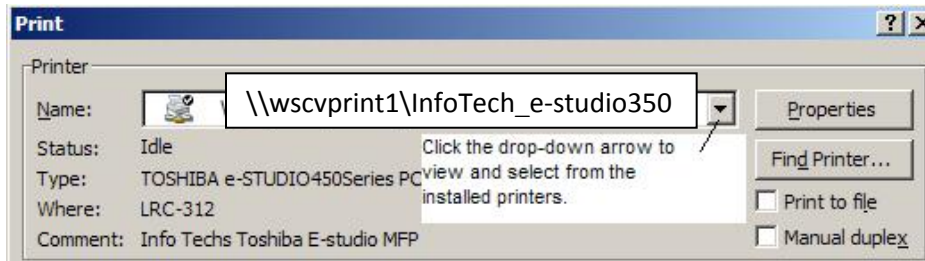 Print
Printer
Name: \\wscvprint1\InfoTech_e-studio350
Properties
Status: Idle
Click the drop-down arrow to
view and select from the
installed printers.
Find Printer...
Type: TOSHIBA e-STUDIO450Series PC
Where: LRC-312
Print to file
Comment: Info Techs Toshiba E-studio MFP
Manual duplex